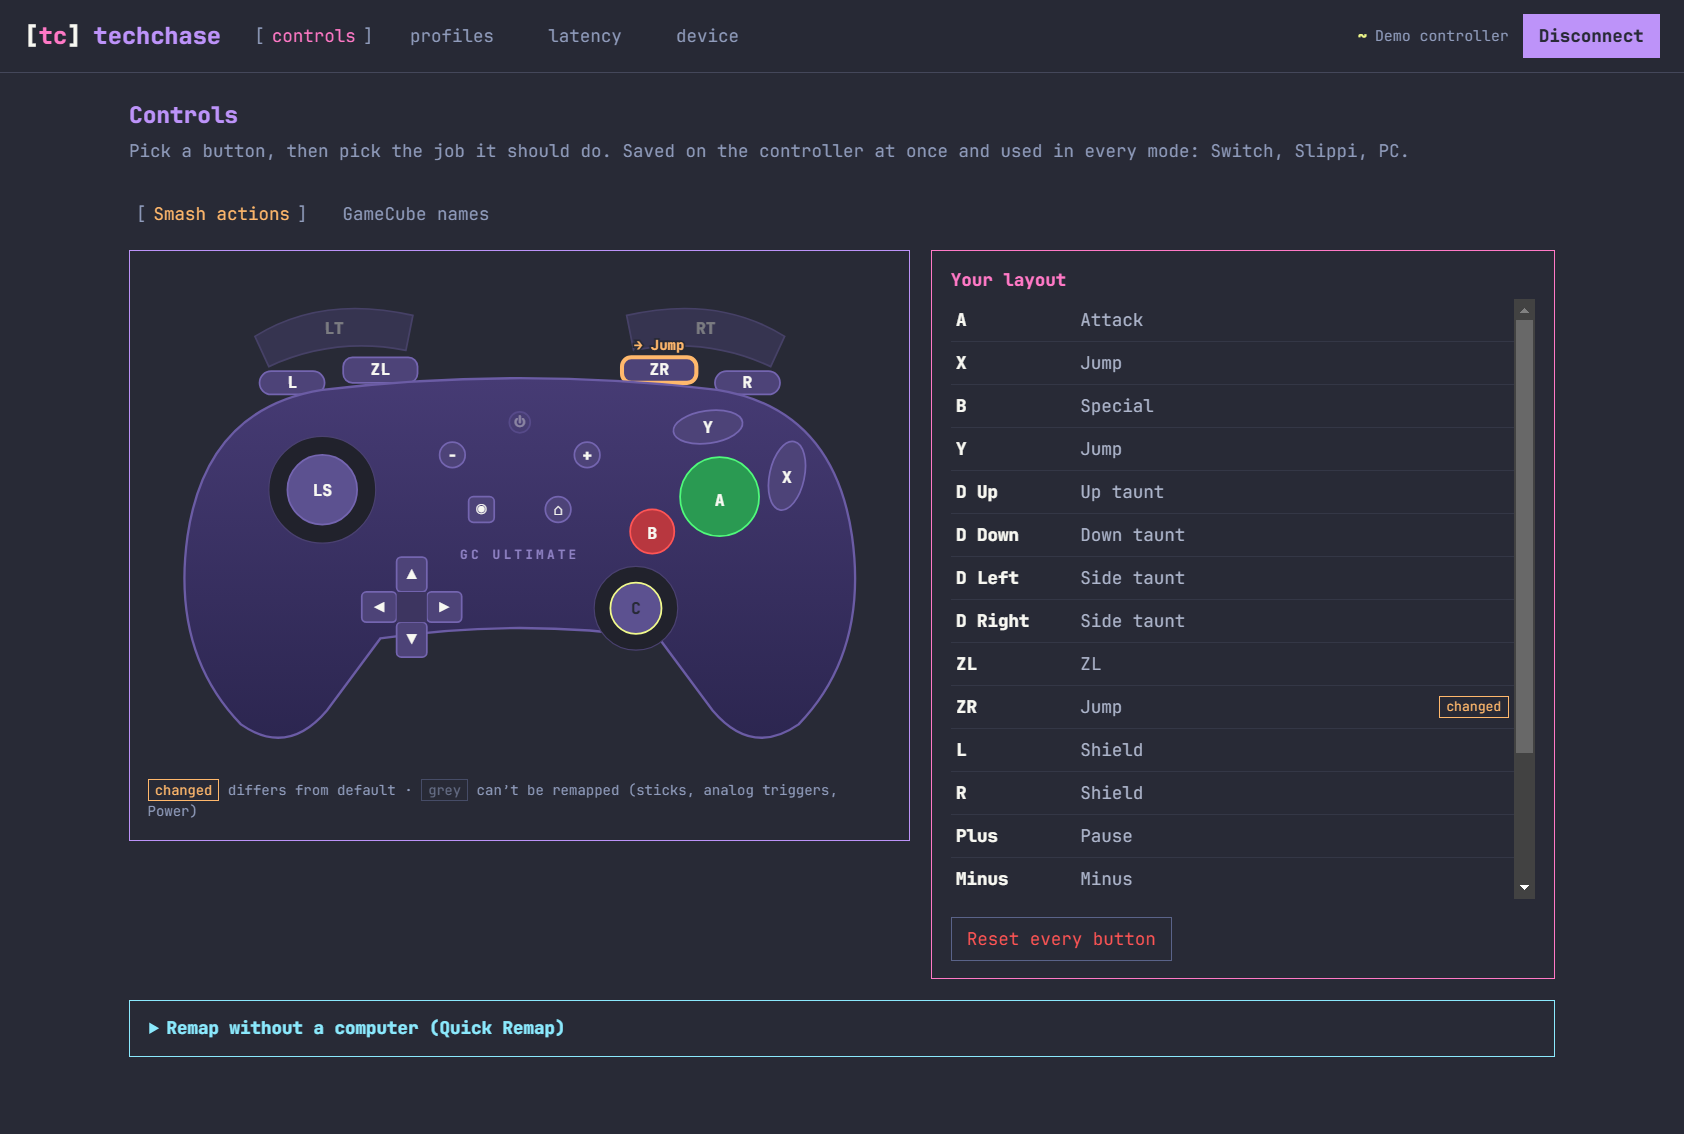 [tc] techchase [ controls ] profiles latency device ~ Demo controller Disconnect
Controls
Pick a button, then pick the job it should do. Saved on the controller at once and used in every mode: Switch, Slippi, PC.
[ Smash actions ] GameCube names
LT RT
→ Jump
ZL ZR
L R
Y
- +
X
LS A
B
GC ULTIMATE
C
changed differs from default · grey can't be remapped (sticks, analog triggers,
Power)
Your layout
A Attack
X Jump
B Special
Y Jump
D Up Up taunt
D Down Down taunt
D Left Side taunt
D Right Side taunt
ZL ZL
ZR Jump changed
L Shield
R Shield
Plus Pause
Minus Minus
Reset every button
▶ Remap without a computer (Quick Remap)